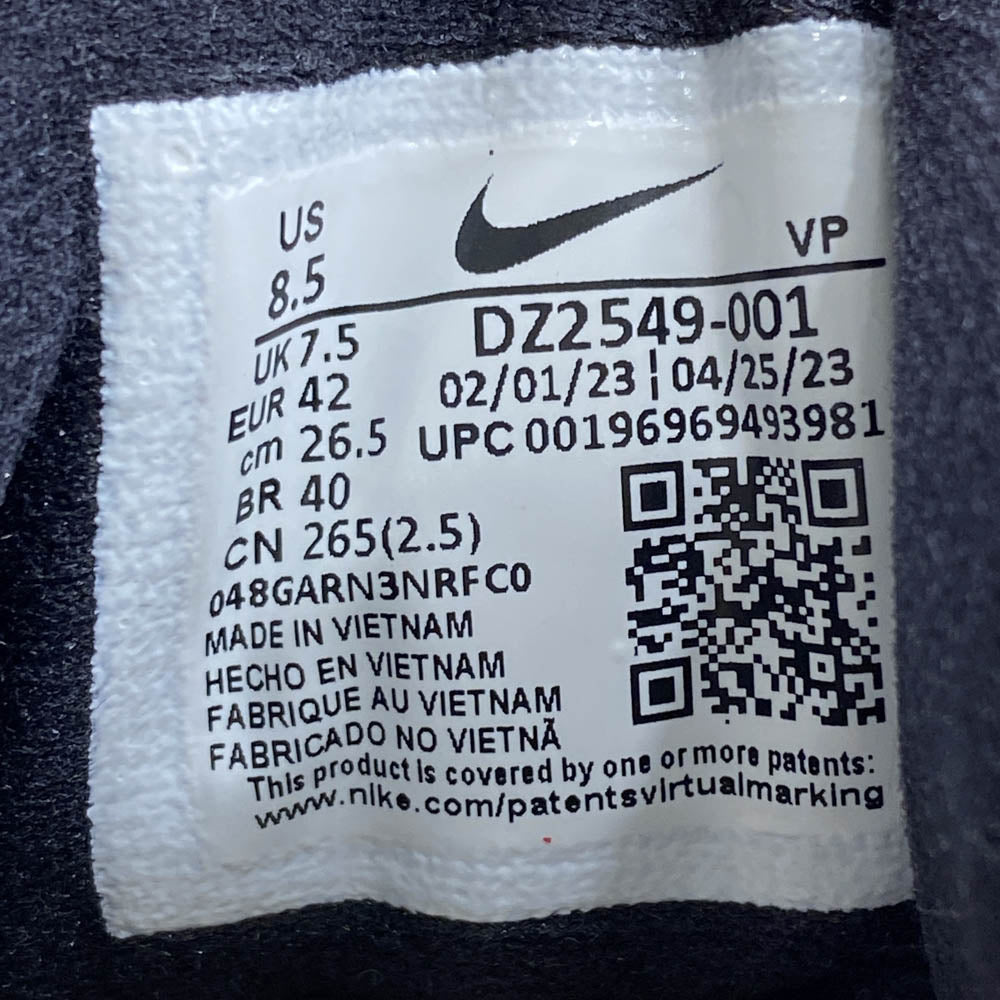 US
8.5
VP
UK 7.5
DZ2549-001
EUR 42
02/01/23 ¦ 04/25/23
cm 26.5
UPC 00196969493981
BR 40
CN 265(2.5)
048GARN3NRFC0
MADE IN VIETNAM
HECHO EN VIETNAM
FABRIQUE AU VIETNAM
FABRICADO NO VIETNÃ
This product is covered by one or more patents:
www.nike.com/patentsvirtualmarking